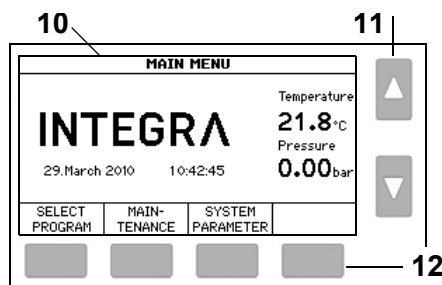 10
11
MAIN MENU
Temperature
21.8°C
Pressure
0.00bar
INTEGRA
29.March 2010 10:42:45
SELECT PROGRAM
MAIN-TENANCE
SYSTEM PARAMETER
12